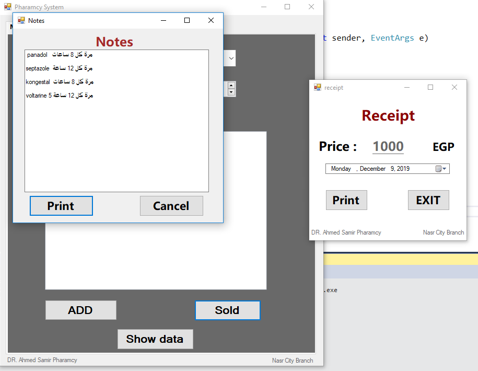 Pharamcy System
Notes
Notes
panadol مرة كل 8 ساعات
septazole مرة كل 12 ساعة
kongestal مرة كل 8 ساعات
voltarine 5 مرة كل 12 ساعة
Print
Cancel
ADD
Sold
Show data
DR. Ahmed Samir Pharamcy
Nasr City Branch
t sender, EventArgs e)
receipt
Receipt
Price :
1000
EGP
Monday , December 9, 2019
Print
EXIT
DR. Ahmed Samir Pharamcy
Nasr City Branch
.exe